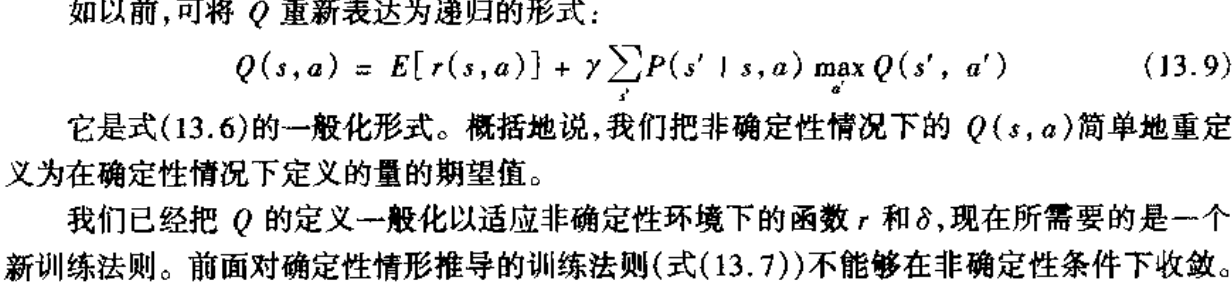 如以前,可将 Q 重新表达为递归的形式:
Q(s,a) = E[r(s,a)] + γ∑P(s′|s,a) max Q(s′, a′) (13.9)
s′ a′
它是式(13.6)的一般化形式。概括地说,我们把非确定性情况下的 Q(s,a)简单地重定
义为在确定性情况下定义的量的期望值。
我们已经把 Q 的定义一般化以适应非确定性环境下的函数 r 和δ,现在所需要的是一个
新训练法则。前面对确定性情形推导的训练法则(式(13.7))不能够在非确定性条件下收敛。